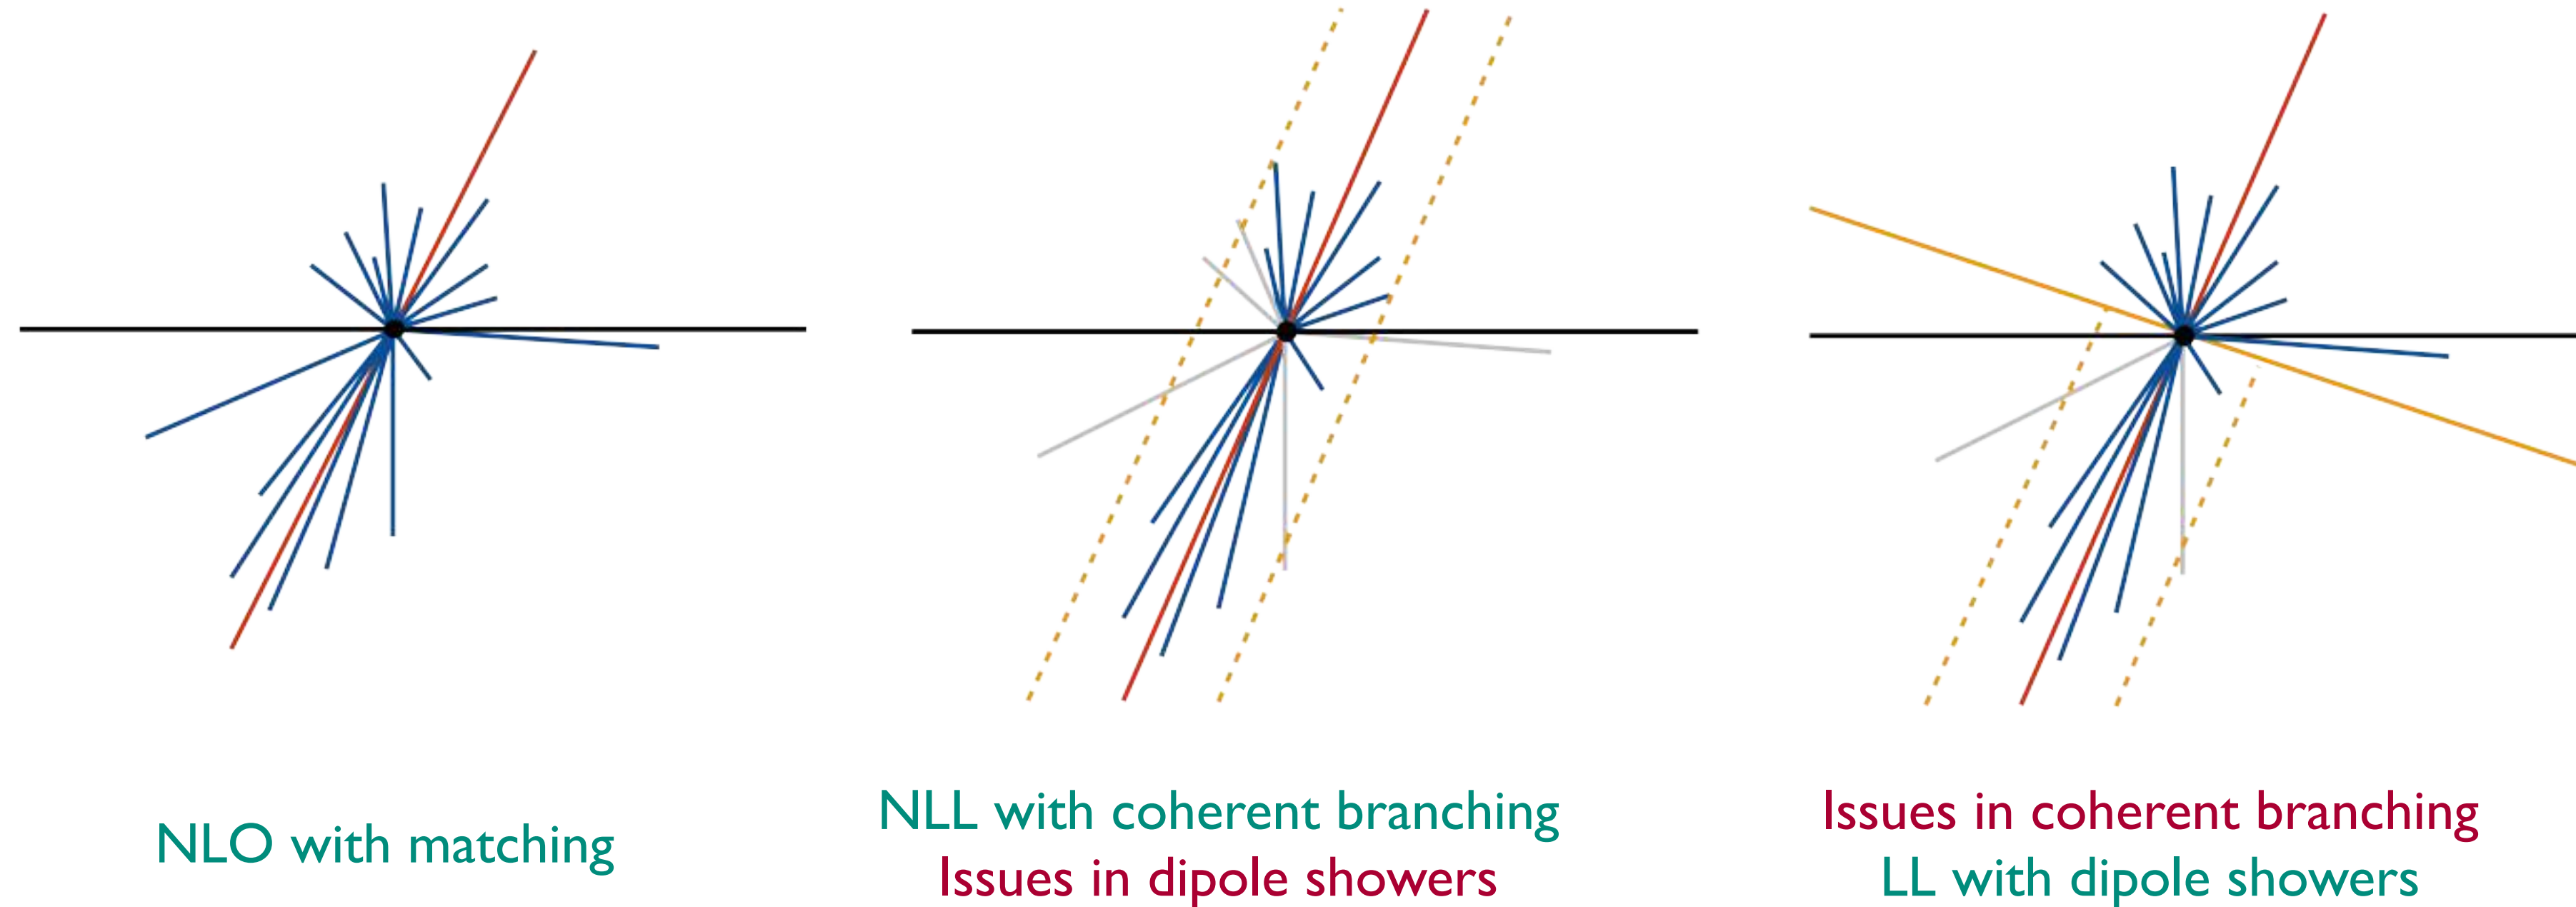 NLO with matching
NLL with coherent branching
Issues in dipole showers
Issues in coherent branching
LL with dipole showers